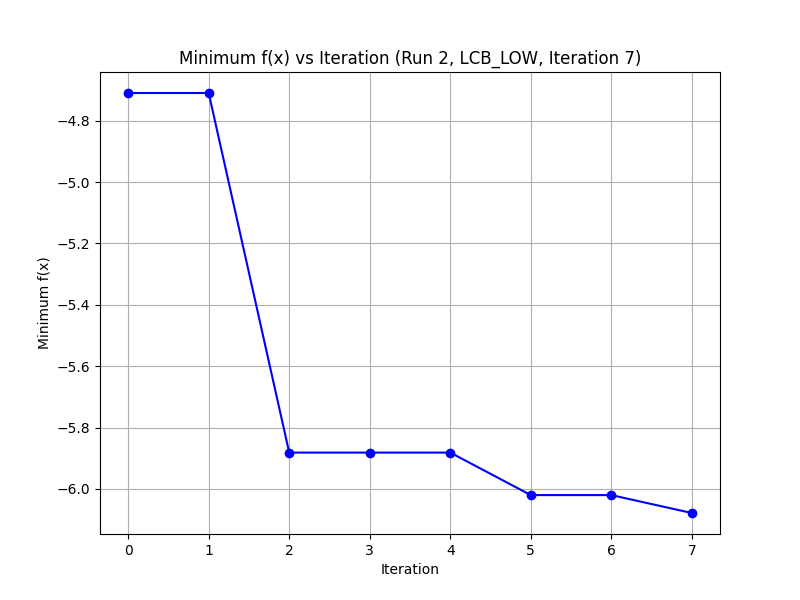 Minimum f(x) vs Iteration (Run 2, LCB_LOW, Iteration 7)
Minimum f(x)
−4.8
−5.0
−5.2
−5.4
−5.6
−5.8
−6.0
0 1 2 3 4 5 6 7
Iteration